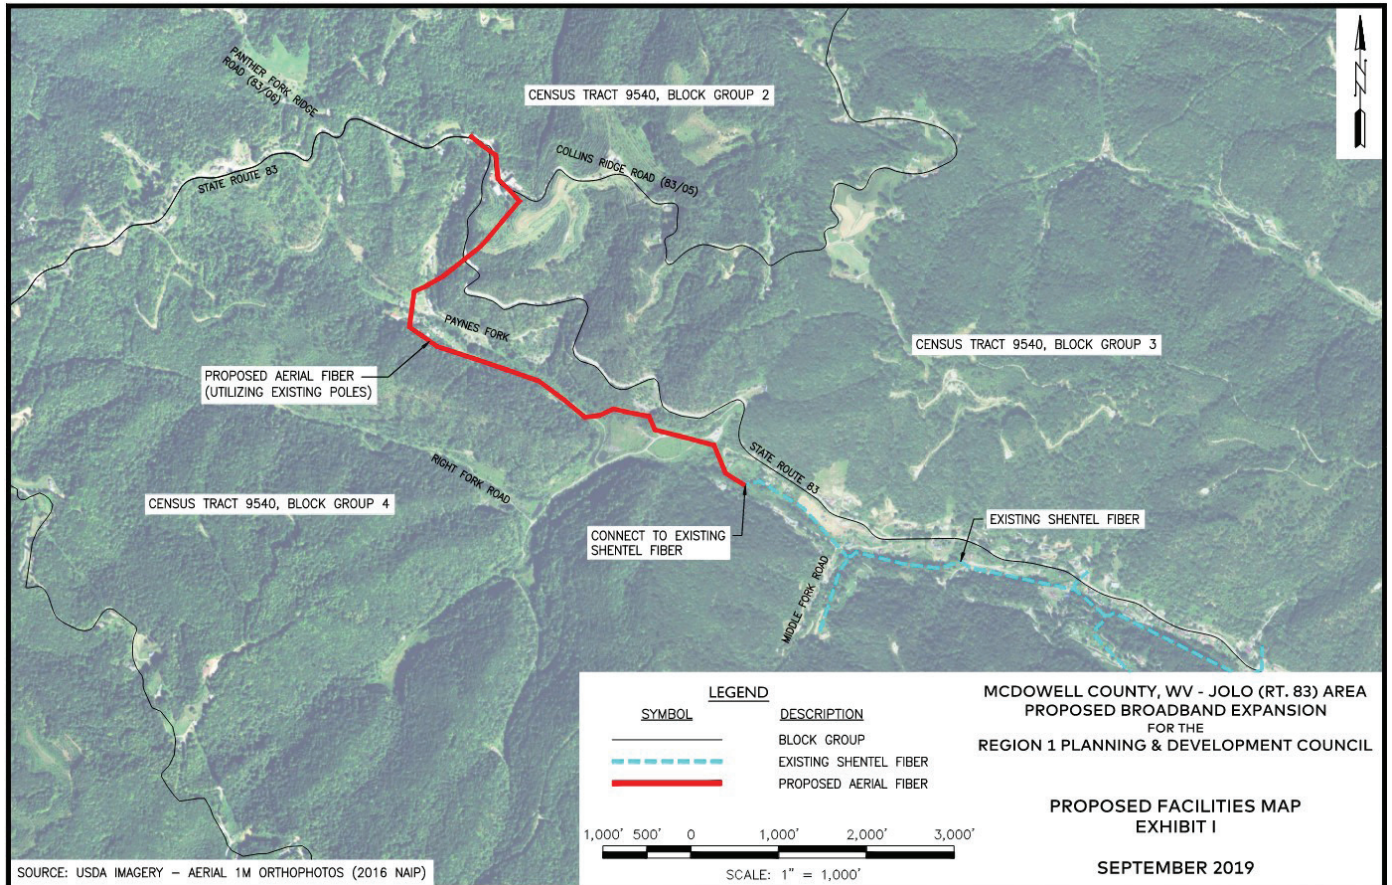 N
PANTHER FORK RIDGE
ROAD (83/06)
CENSUS TRACT 9540, BLOCK GROUP 2
STATE ROUTE 83
COLLINS RIDGE ROAD (83/05)
PAYNES FORK
CENSUS TRACT 9540, BLOCK GROUP 3
PROPOSED AERIAL FIBER
(UTILIZING EXISTING POLES)
RIGHT FORK ROAD
STATE ROUTE 83
CENSUS TRACT 9540, BLOCK GROUP 4
EXISTING SHENTEL FIBER
CONNECT TO EXISTING
SHENTEL FIBER
MIDDLE FORK ROAD
LEGEND
SYMBOL DESCRIPTION
BLOCK GROUP
EXISTING SHENTEL FIBER
PROPOSED AERIAL FIBER
1,000' 500' 0 1,000' 2,000' 3,000'
SCALE: 1" = 1,000'
MCDOWELL COUNTY, WV - JOLO (RT. 83) AREA
PROPOSED BROADBAND EXPANSION
FOR THE
REGION 1 PLANNING & DEVELOPMENT COUNCIL
PROPOSED FACILITIES MAP
EXHIBIT I
SEPTEMBER 2019
SOURCE: USDA IMAGERY – AERIAL 1M ORTHOPHOTOS (2016 NAIP)